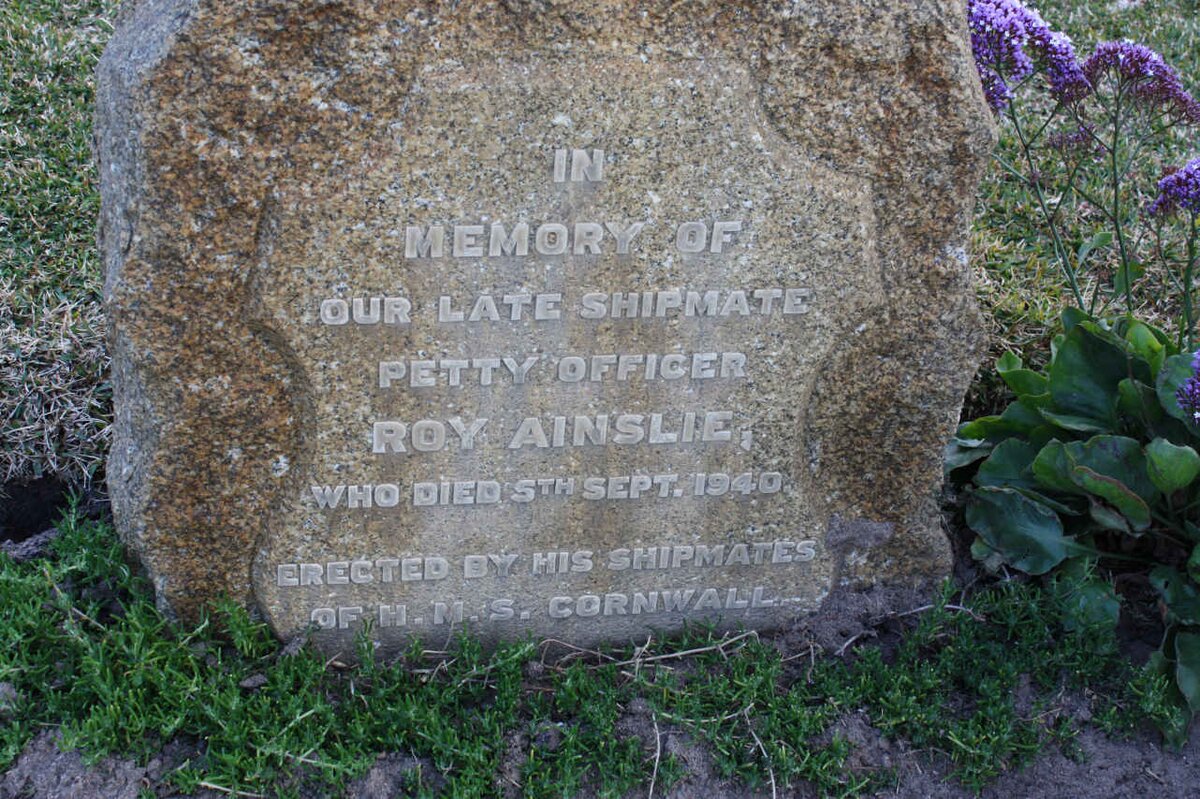 IN
MEMORY OF
OUR LATE SHIPMATE
PETTY OFFICER
ROY AINSLIE,
WHO DIED 5TH SEPT. 1940
ERECTED BY HIS SHIPMATES
OF H. M. S. CORNWALL.